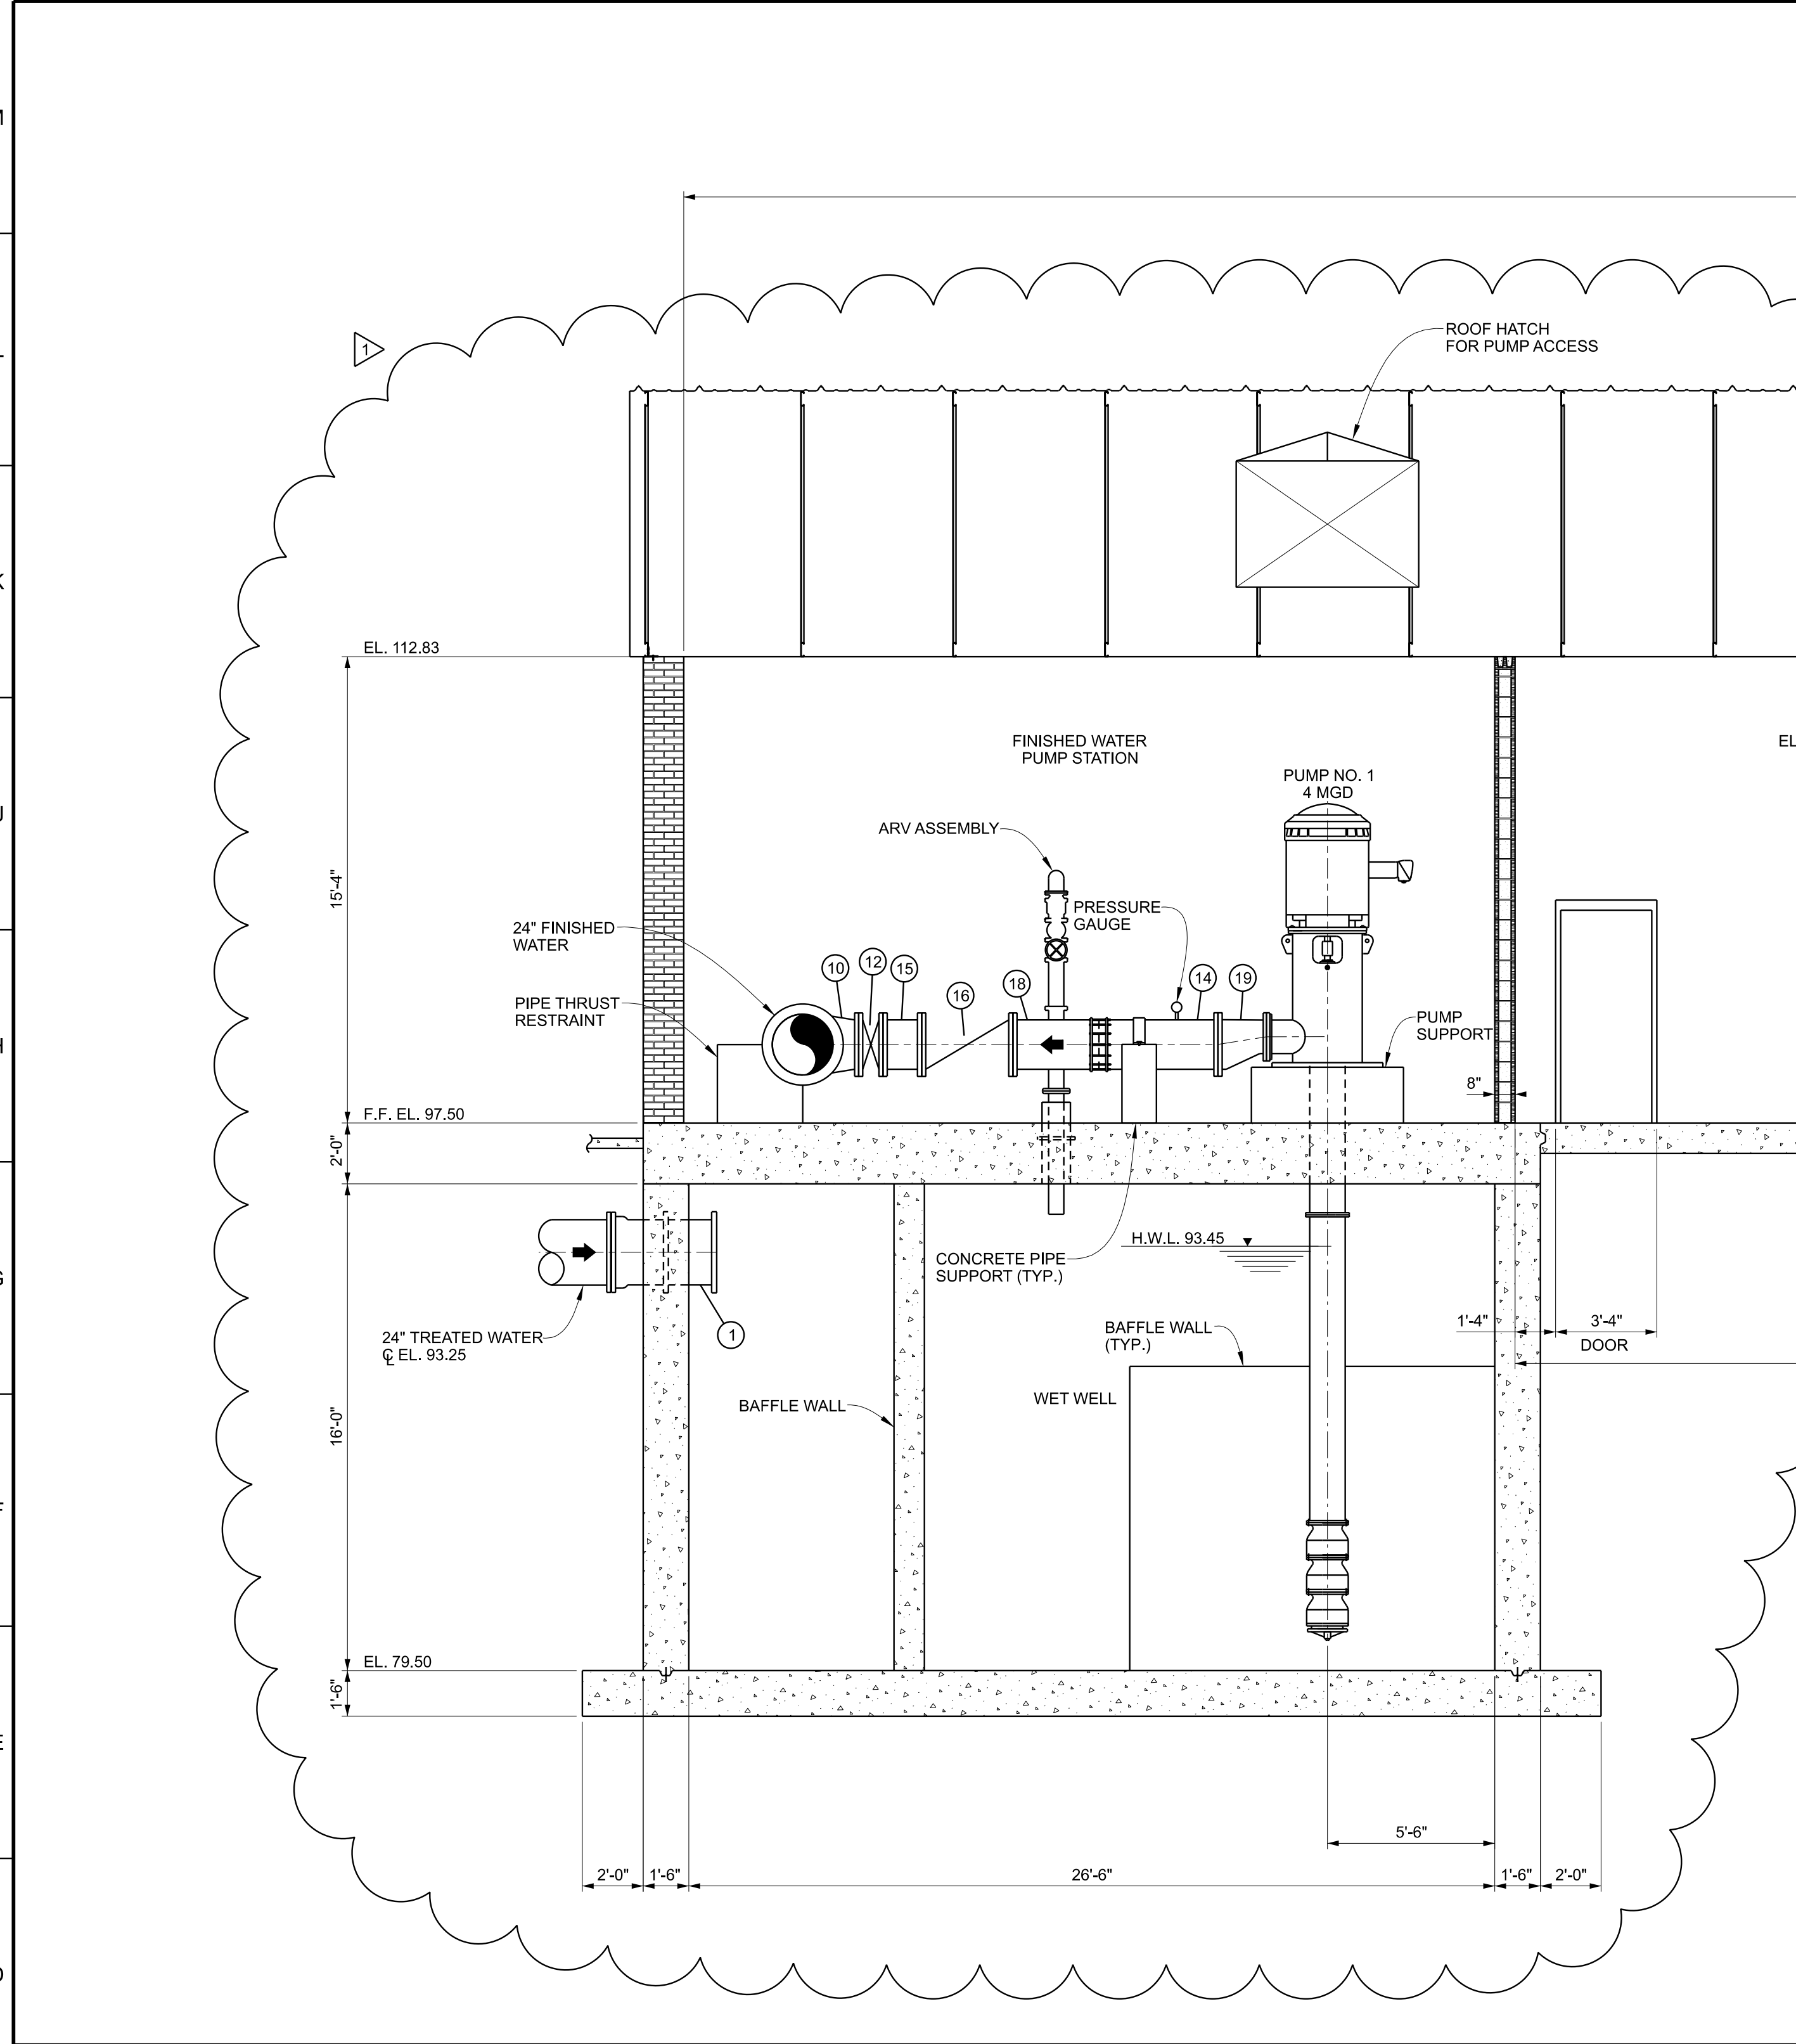 1
ROOF HATCH
FOR PUMP ACCESS
EL. 112.83
FINISHED WATER
PUMP STATION
PUMP NO. 1
4 MGD
ARV ASSEMBLY
15'-4"
PRESSURE
GAUGE
24" FINISHED
WATER
10
12
15
16
18
14
19
PIPE THRUST
RESTRAINT
PUMP
SUPPORT
8"
F.F. EL. 97.50
2'-0"
H.W.L. 93.45
CONCRETE PIPE
SUPPORT (TYP.)
24" TREATED WATER
℄ EL. 93.25
1
BAFFLE WALL
(TYP.)
1'-4"
3'-4"
DOOR
BAFFLE WALL
WET WELL
16'-0"
EL. 79.50
1'-6"
5'-6"
2'-0"
1'-6"
26'-6"
1'-6"
2'-0"